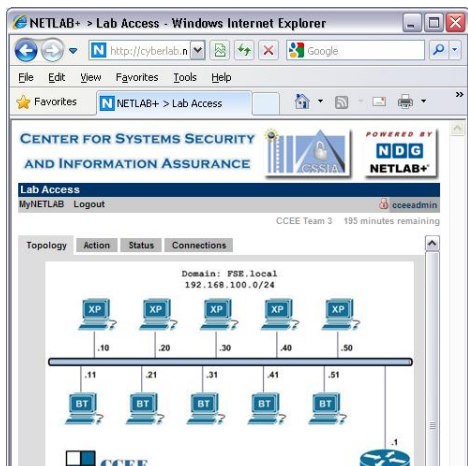 NETLAB+ > Lab Access - Windows Internet Explorer
http://cyberlab.n
Google
File Edit View Favorites Tools Help
Favorites NETLAB+ > Lab Access
»
CENTER FOR SYSTEMS SECURITY
AND INFORMATION ASSURANCE
CSSIA
POWERED BY
NDG
NETLAB+
Lab Access
MyNETLAB Logout
cceeadmin
CCEE Team 3 195 minutes remaining
Topology Action Status Connections
Domain: FSE.local
192.168.100.0/24
XP XP XP XP XP
.10 .20 .30 .40 .50
.11 .21 .31 .41 .51
BT BT BT BT BT
.1
CCEE